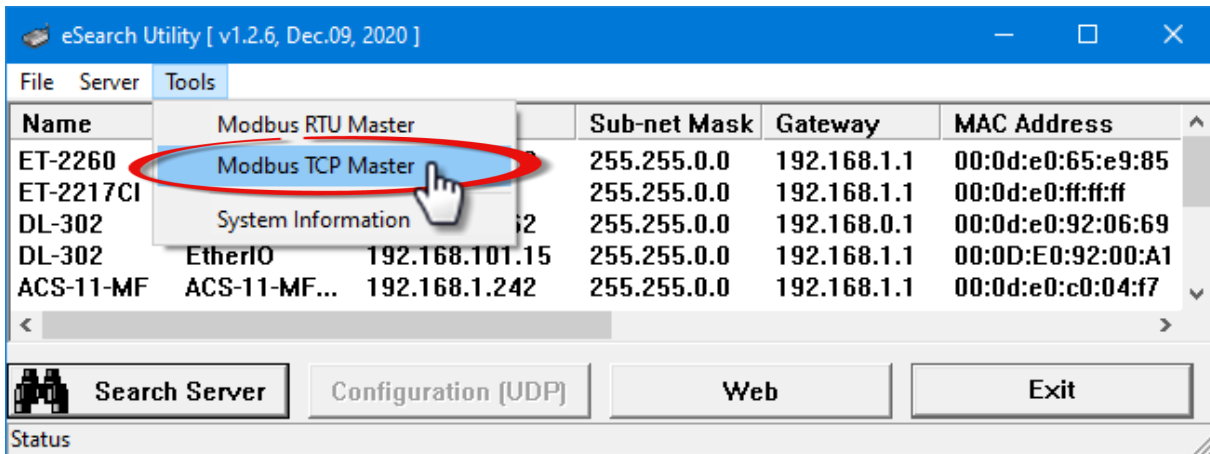 eSearch Utility [ v1.2.6, Dec.09, 2020 ]
File Server Tools
Name Sub-net Mask Gateway MAC Address
Modbus RTU Master
ET-2260 255.255.0.0 192.168.1.1 00:0d:e0:65:e9:85
Modbus TCP Master
ET-2217CI 255.255.0.0 192.168.1.1 00:0d:e0:ff:ff:ff
System Information
DL-302 62 255.255.0.0 192.168.0.1 00:0d:e0:92:06:69
DL-302 EtherIO 192.168.101.15 255.255.0.0 192.168.1.1 00:0D:E0:92:00:A1
ACS-11-MF ACS-11-MF... 192.168.1.242 255.255.0.0 192.168.1.1 00:0d:e0:c0:04:f7
Search Server Configuration (UDP) Web Exit
Status